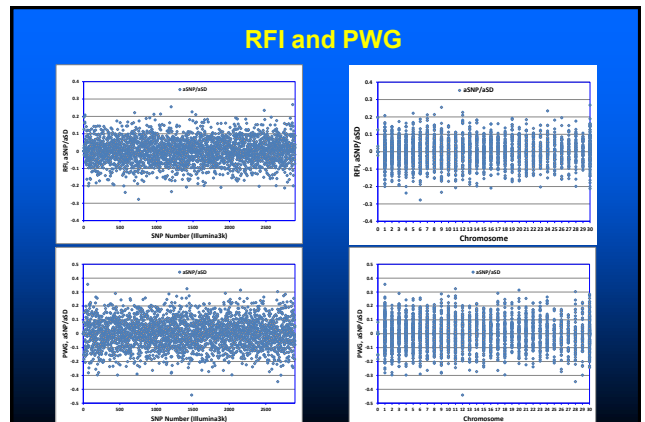 RFI and PWG
aSNP/aSD
0.4
0.3
0.2
0.1
0
-0.1
-0.2
-0.3
-0.4
RFI, aSNP/aSD
0 500 1000 1500 2000 2500
SNP Number (Illumina3k)
aSNP/aSD
0.4
0.3
0.2
0.1
0
-0.1
-0.2
-0.3
-0.4
RFI, aSNP/aSD
0 1 2 3 4 5 6 7 8 9 10 11 12 13 14 15 16 17 18 19 20 21 22 23 24 25 26 27 28 29 30
Chromosome
aSNP/aSD
0.5
0.4
0.3
0.2
0.1
0
-0.1
-0.2
-0.3
-0.4
-0.5
PWG, aSNP/aSD
0 500 1000 1500 2000 2500
SNP Number (Illumina3k)
aSNP/aSD
0.5
0.4
0.3
0.2
0.1
0
-0.1
-0.2
-0.3
-0.4
-0.5
PWG, aSNP/aSD
0 1 2 3 4 5 6 7 8 9 10 11 12 13 14 15 16 17 18 19 20 21 22 23 24 25 26 27 28 29 30
Chromosome